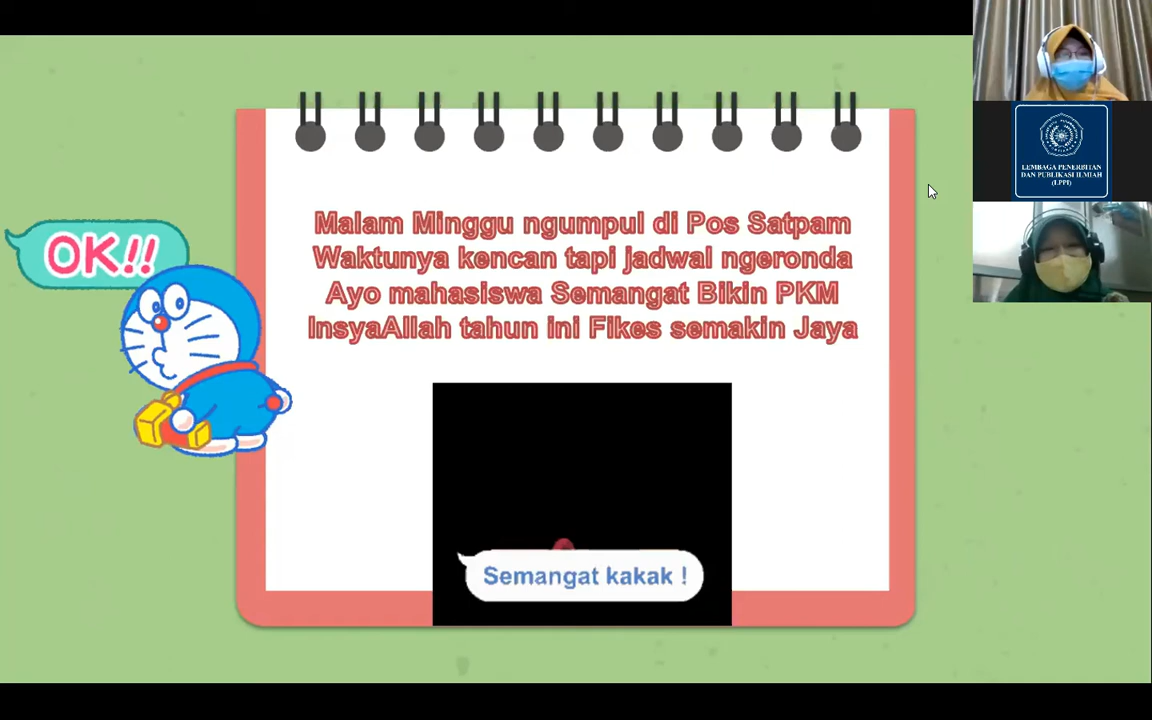 Malam Minggu ngumpul di Pos Satpam
Waktunya kencan tapi jadwal ngeronda
Ayo mahasiswa Semangat Bikin PKM
InsyaAllah tahun ini Fikes semakin Jaya
OK!!
Semangat kakak !
LEMBAGA PENERBITAN
DAN PUBLIKASI ILMIAH
(LPPI)